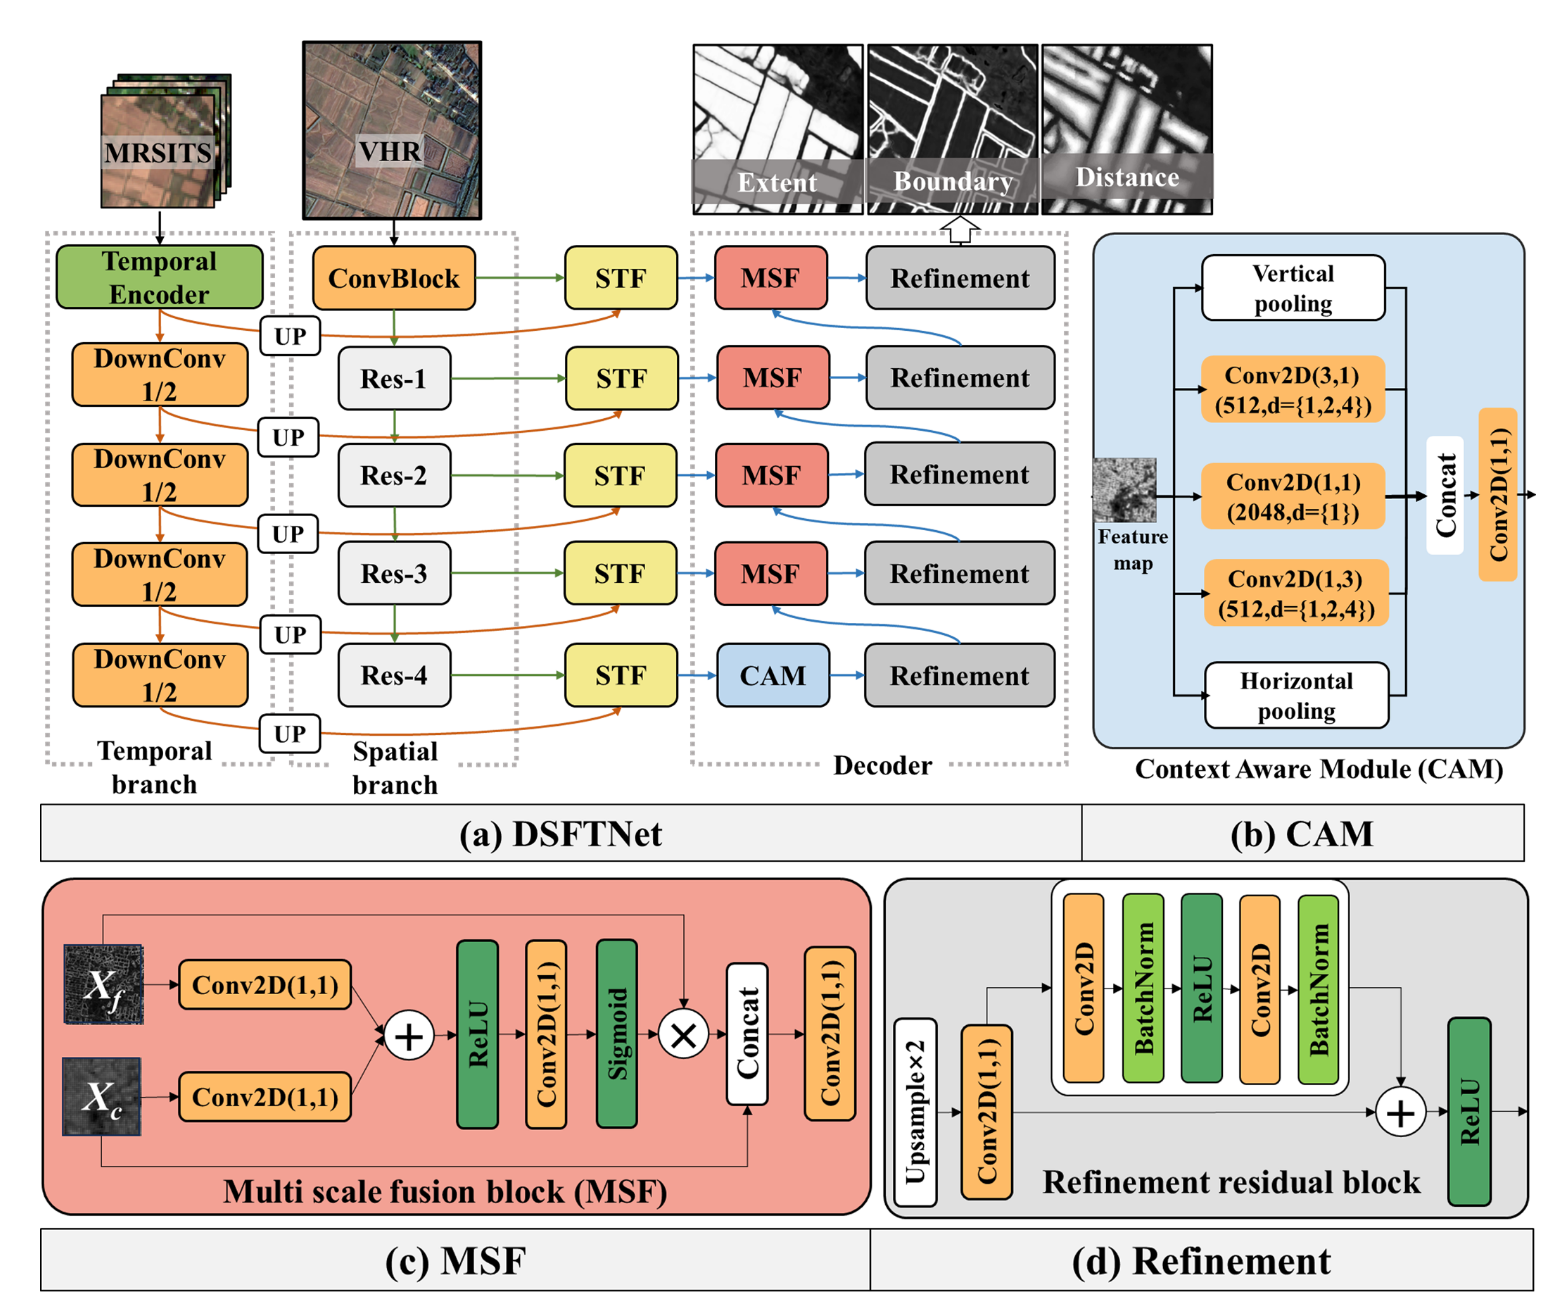 MRSITS
VHR
Extent
Boundary
Distance
Temporal
Encoder
ConvBlock
STF
MSF
Refinement
UP
DownConv
1/2
Res-1
STF
MSF
Refinement
UP
DownConv
1/2
Res-2
STF
MSF
Refinement
UP
DownConv
1/2
Res-3
STF
MSF
Refinement
UP
DownConv
1/2
Res-4
STF
CAM
Refinement
UP
Temporal
branch
Spatial
branch
Decoder
Vertical
pooling
Conv2D(3,1)
(512,d={1,2,4})
Conv2D(1,1)
(2048,d={1})
Conv2D(1,3)
(512,d={1,2,4})
Horizontal
pooling
Feature
map
Concat
Conv2D(1,1)
Context Aware Module (CAM)
(a) DSFTNet
(b) CAM
Xf
Xc
Conv2D(1,1)
Conv2D(1,1)
+
ReLU
Conv2D(1,1)
Sigmoid
×
Concat
Conv2D(1,1)
Multi scale fusion block (MSF)
Upsample×2
Conv2D(1,1)
Conv2D
BatchNorm
ReLU
Conv2D
BatchNorm
+
ReLU
Refinement residual block
(c) MSF
(d) Refinement